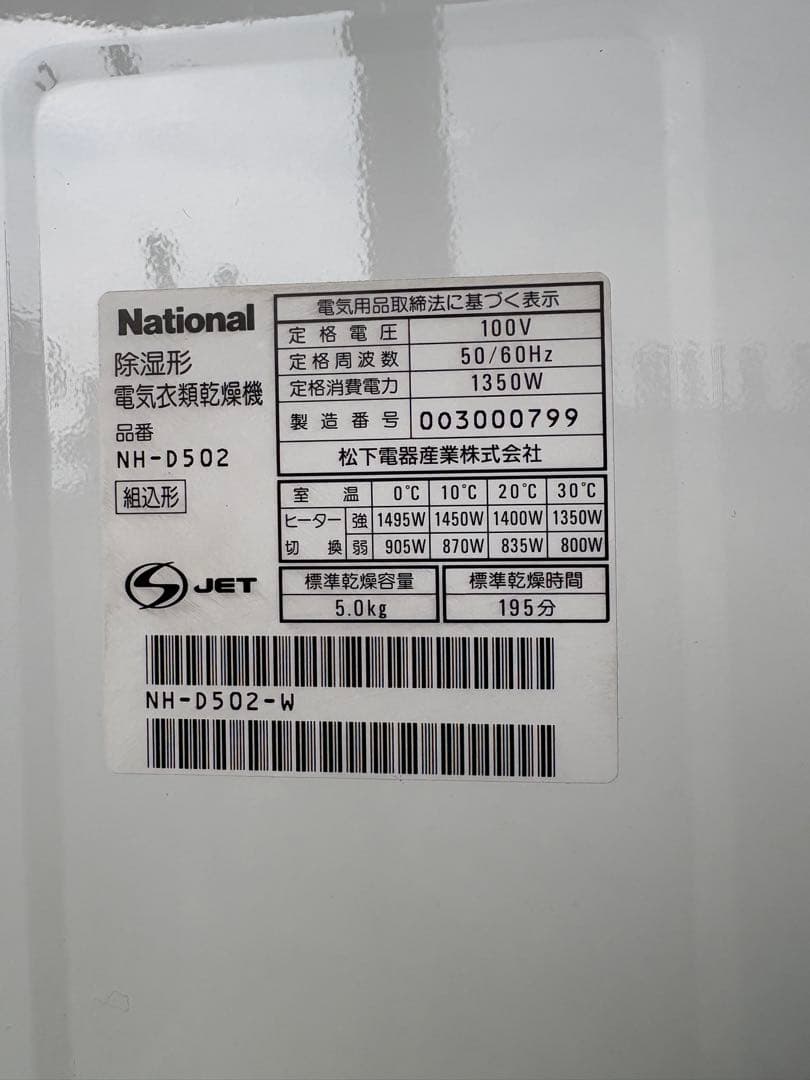 National
除湿形
電気衣類乾燥機
品番
NH-D502
組込形
JET
電気用品取締法に基づく表示
定格電圧 100V
定格周波数 50/60Hz
定格消費電力 1350W
製造番号 003000799
松下電器産業株式会社
室温 0℃ 10℃ 20℃ 30℃
ヒーター 強 1495W 1450W 1400W 1350W
切換 弱 905W 870W 835W 800W
標準乾燥容量 標準乾燥時間
5.0kg 195分
NH-D502-W